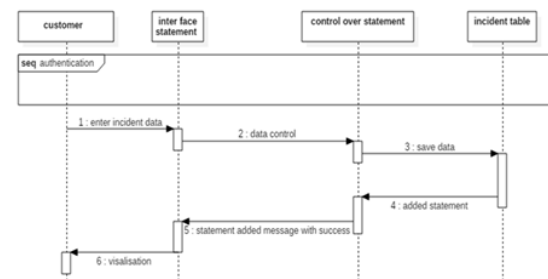 customer
inter face
statement
control over statement
incident table
seq authentication
1 : enter incident data
2 : data control
3 : save data
4 : added statement
5 : statement added message with success
6 : visalisation